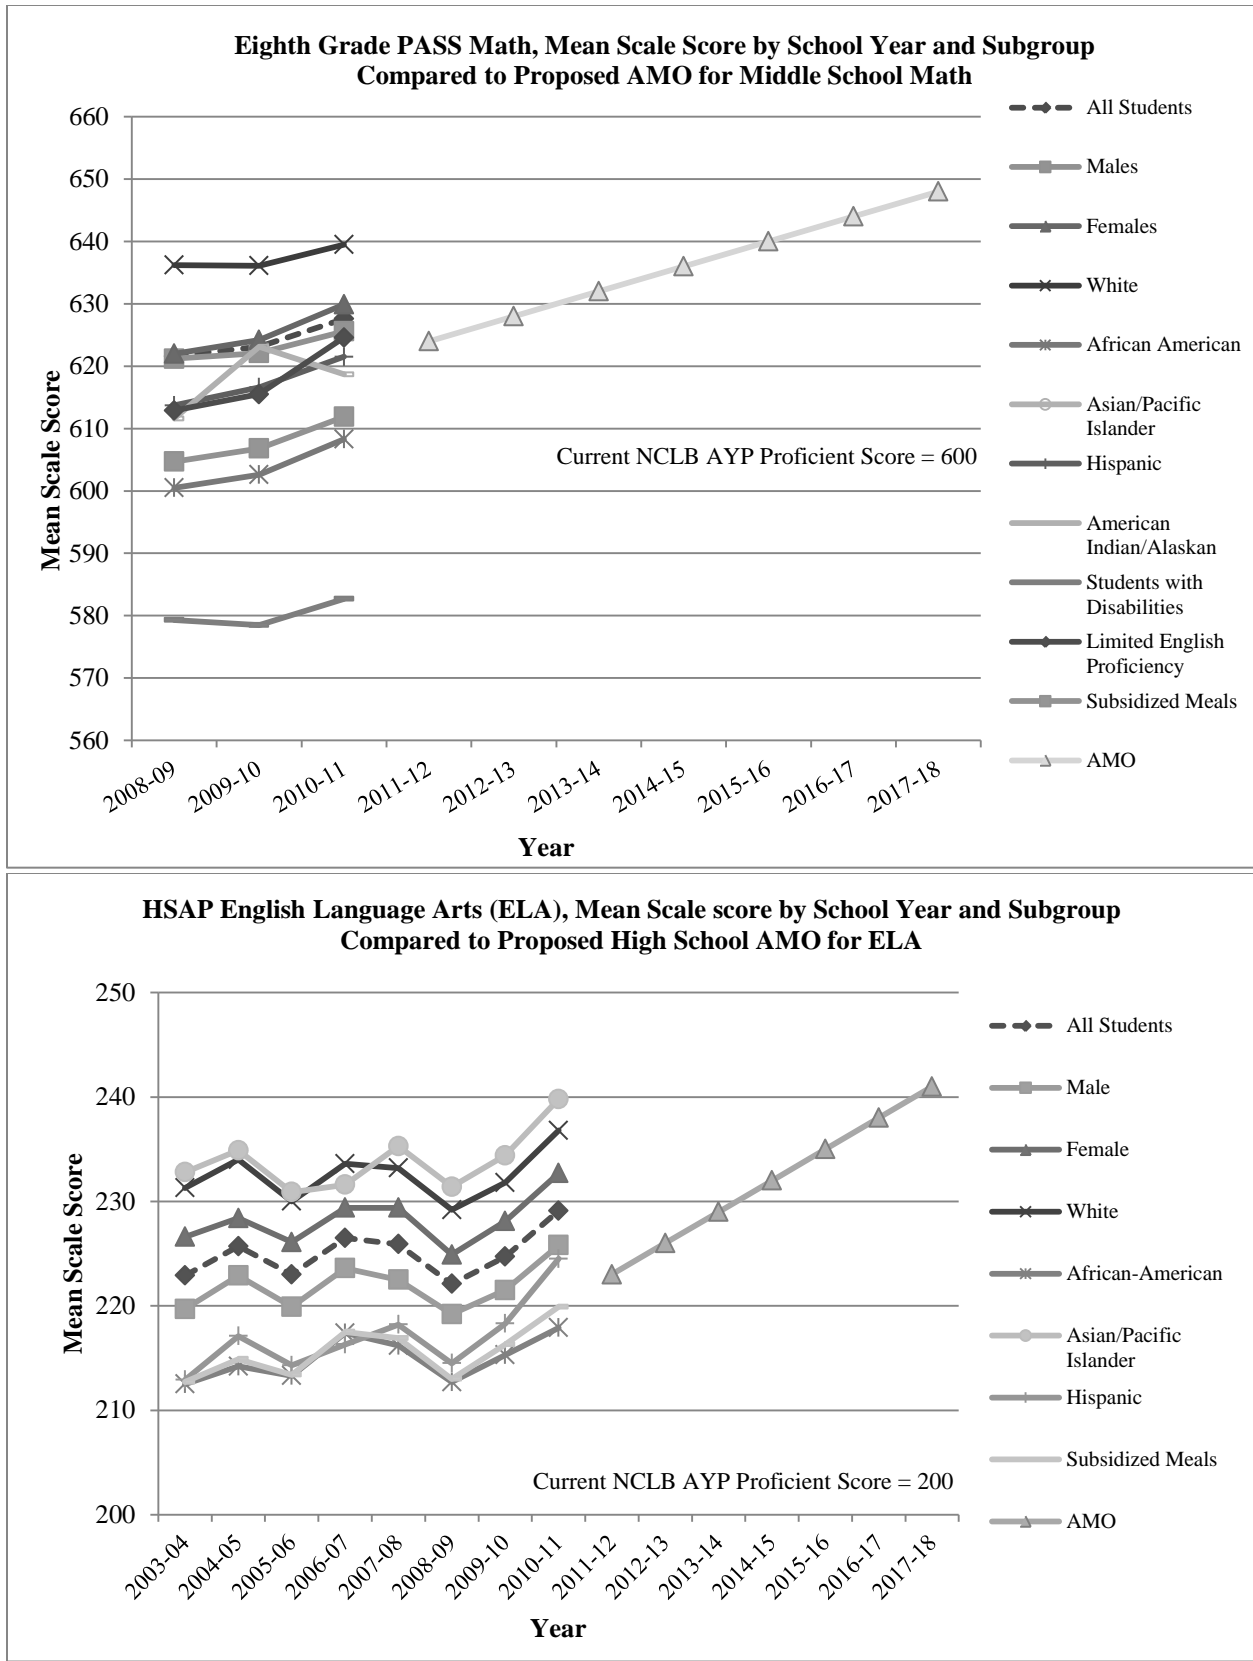 Eighth Grade PASS Math, Mean Scale Score by School Year and Subgroup
Compared to Proposed AMO for Middle School Math
Mean Scale Score
660
650
640
630
620
610
600
590
580
570
560
Current NCLB AYP Proficient Score = 600
2008-09
2009-10
2010-11
2011-12
2012-13
2013-14
2014-15
2015-16
2016-17
2017-18
Year
All Students
Males
Females
White
African American
Asian/Pacific
Islander
Hispanic
American
Indian/Alaskan
Students with
Disabilities
Limited English
Proficiency
Subsidized Meals
AMO
HSAP English Language Arts (ELA), Mean Scale score by School Year and Subgroup
Compared to Proposed High School AMO for ELA
Mean Scale Score
250
240
230
220
210
200
Current NCLB AYP Proficient Score = 200
2003-04
2004-05
2005-06
2006-07
2007-08
2008-09
2009-10
2010-11
2011-12
2012-13
2013-14
2014-15
2015-16
2016-17
2017-18
Year
All Students
Male
Female
White
African-American
Asian/Pacific
Islander
Hispanic
Subsidized Meals
AMO